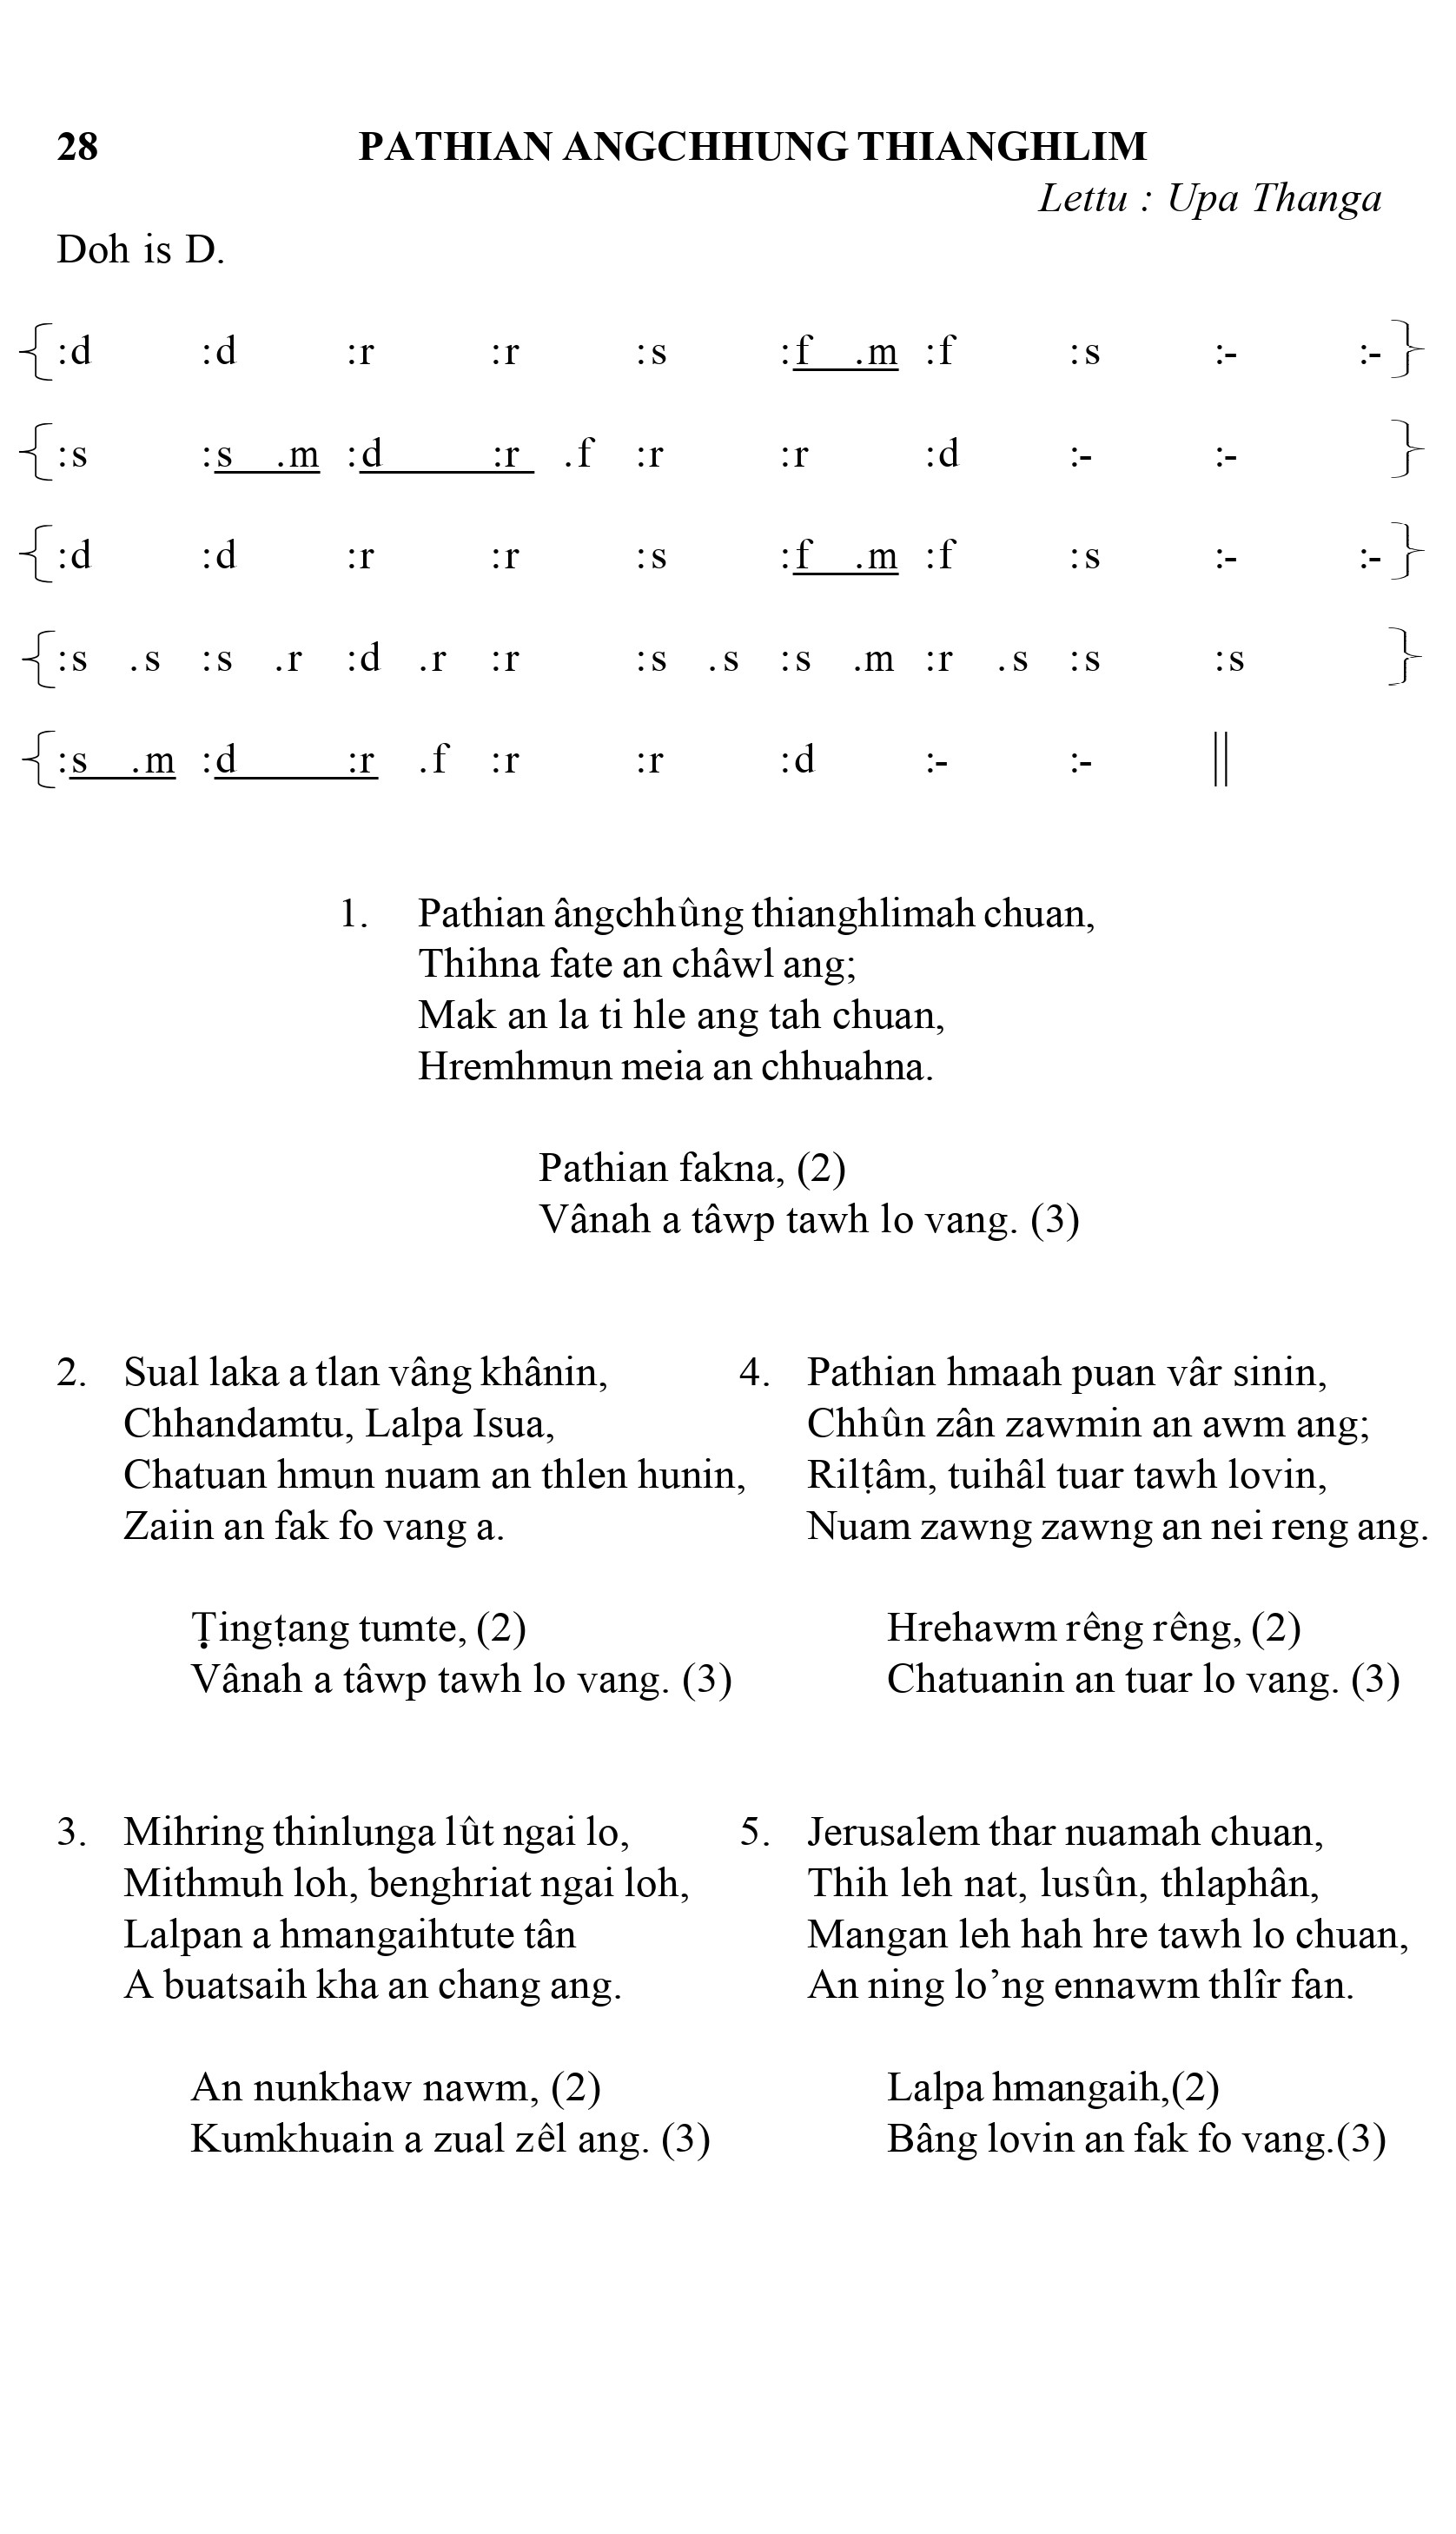 28 PATHIAN ANGCHHUNG THIANGHLIM
Lettu : Upa Thanga
Doh is D.
{:d :d :r :r :s :f .m :f :s :- :-}
{:s :s .m :d :r .f :r :r :d :- :- }
{:d :d :r :r :s :f .m :f :s :- :-}
{:s .s :s .r :d .r :r :s .s :s .m :r .s :s :s }
{:s .m :d :r .f :r :r :d :- :- ||
1. Pathian ângchhûng thianghlimah chuan,
Thihna fate an châwl ang;
Mak an la ti hle ang tah chuan,
Hremhmun meia an chhuahna.
Pathian fakna, (2)
Vânah a tâwp tawh lo vang. (3)
2. Sual laka a tlan vâng khânin,
Chhandamtu, Lalpa Isua,
Chatuan hmun nuam an thlen hunin,
Zaiin an fak fo vang a.
Ṭingṭang tumte, (2)
Vânah a tâwp tawh lo vang. (3)
3. Mihring thinlunga lût ngai lo,
Mithmuh loh, benghriat ngai loh,
Lalpan a hmangaihtute tân
A buatsaih kha an chang ang.
An nunkhaw nawm, (2)
Kumkhuain a zual zêl ang. (3)
4. Pathian hmaah puan vâr sinin,
Chhûn zân zawmin an awm ang;
Rilṭâm, tuihâl tuar tawh lovin,
Nuam zawng zawng an nei reng ang.
Hrehawm rêng rêng, (2)
Chatuanin an tuar lo vang. (3)
5. Jerusalem thar nuamah chuan,
Thih leh nat, lusûn, thlaphân,
Mangan leh hah hre tawh lo chuan,
An ning lo’ng ennawm thlîr fan.
Lalpa hmangaih,(2)
Bâng lovin an fak fo vang.(3)